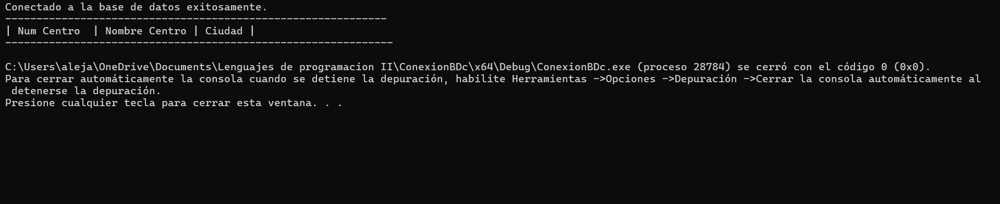 Conectado a la base de datos exitosamente.
-------------------------------------------------------------
| Num Centro  | Nombre Centro | Ciudad |
--------------------------------------------------------------
C:\Users\aleja\OneDrive\Documents\Lenguajes de programacion II\ConexionBDc\x64\Debug\ConexionBDc.exe (proceso 28784) se cerró con el código 0 (0x0).
Para cerrar automáticamente la consola cuando se detiene la depuración, habilite Herramientas ->Opciones ->Depuración ->Cerrar la consola automáticamente al
 detenerse la depuración.
Presione cualquier tecla para cerrar esta ventana. . .